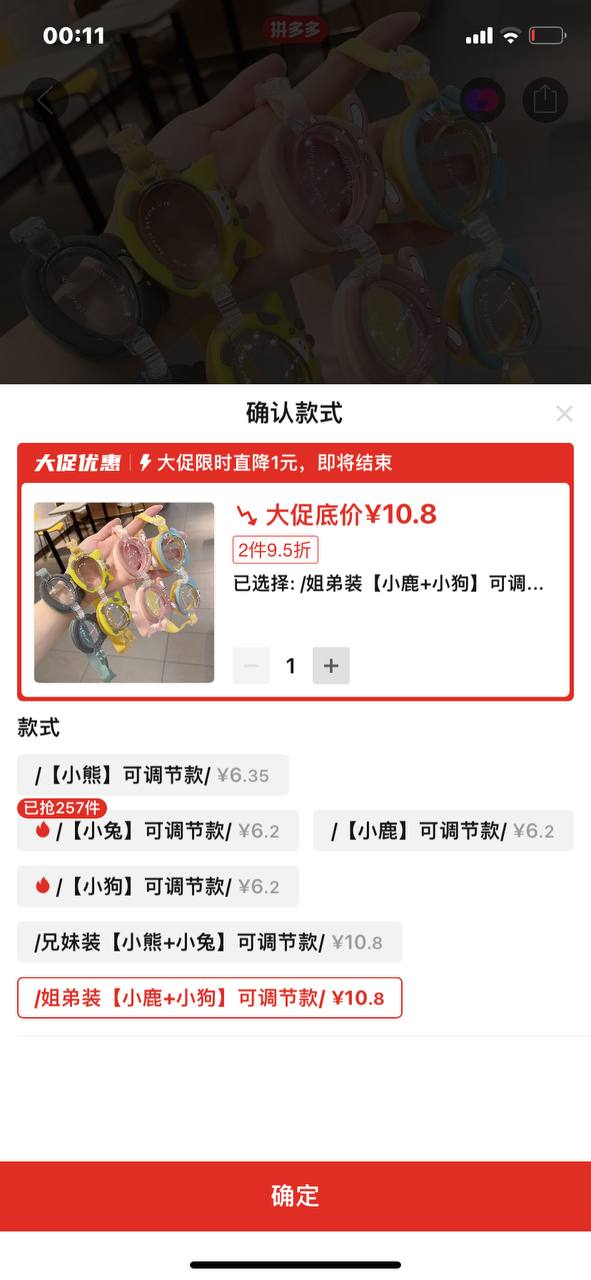 00:11
拼多多
确认款式
大促优惠 大促限时直降1元，即将结束
大促底价¥10.8
2件9.5折
已选择: /姐弟装【小鹿+小狗】可调...
1
款式
/【小熊】可调节款/ ¥6.35
已抢257件
/【小兔】可调节款/ ¥6.2
/【小鹿】可调节款/ ¥6.2
/【小狗】可调节款/ ¥6.2
/兄妹装【小熊+小兔】可调节款/ ¥10.8
/姐弟装【小鹿+小狗】可调节款/ ¥10.8
确定